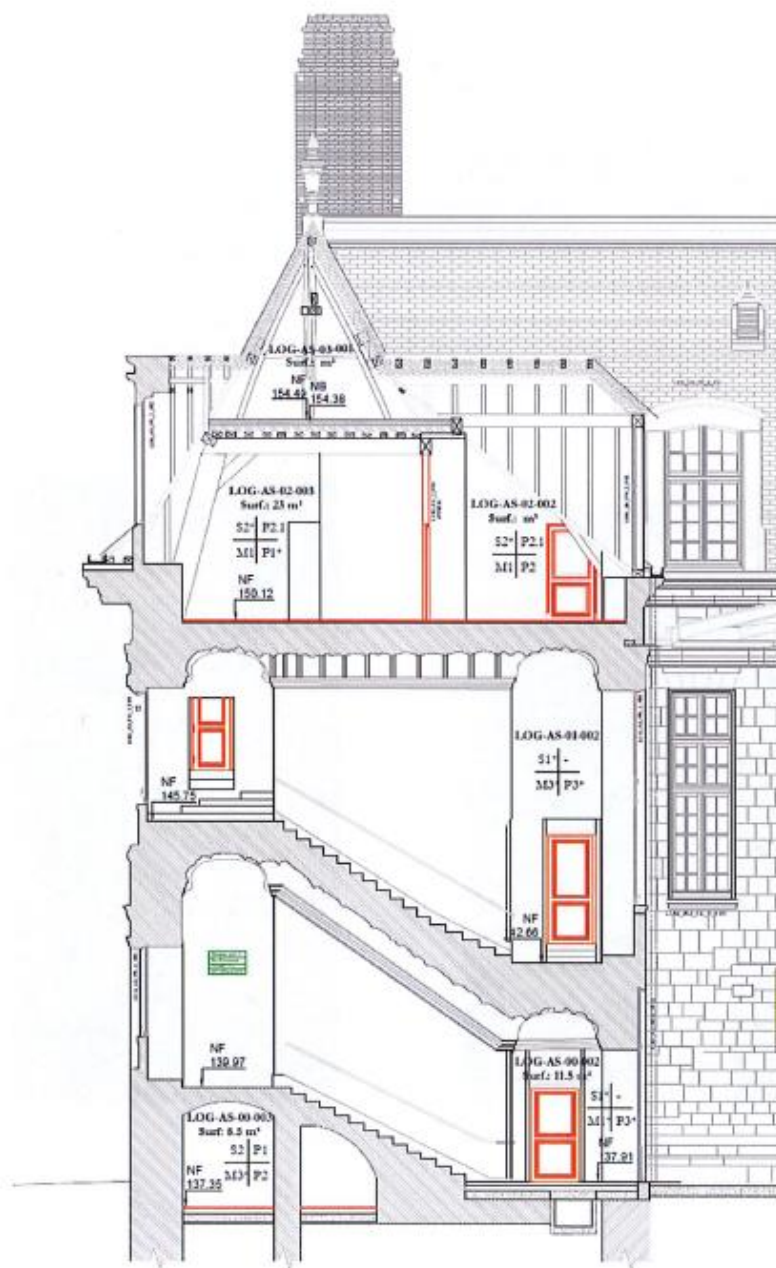 LOG-AS-03-001
Surf.: m²
NF
154.49
NB
154.38
LOG-AS-02-003
Surf.: 23 m²
S2* P2.1
M1 P1*
NF
150.12
LOG-AS-02-002
Surf.: m²
S2* P2.1
M1 P2
LOG-AS-01-002
S1* -
M3* P3*
NF
145.75
NF
42.66
NF
139.97
LOG-AS-00-002
Surf.: 11.5 m²
S1* -
M1* P3*
NF
37.91
LOG-AS-00-003
Surf: 8.5 m²
S2 P1
M3* P2
NF
137.35